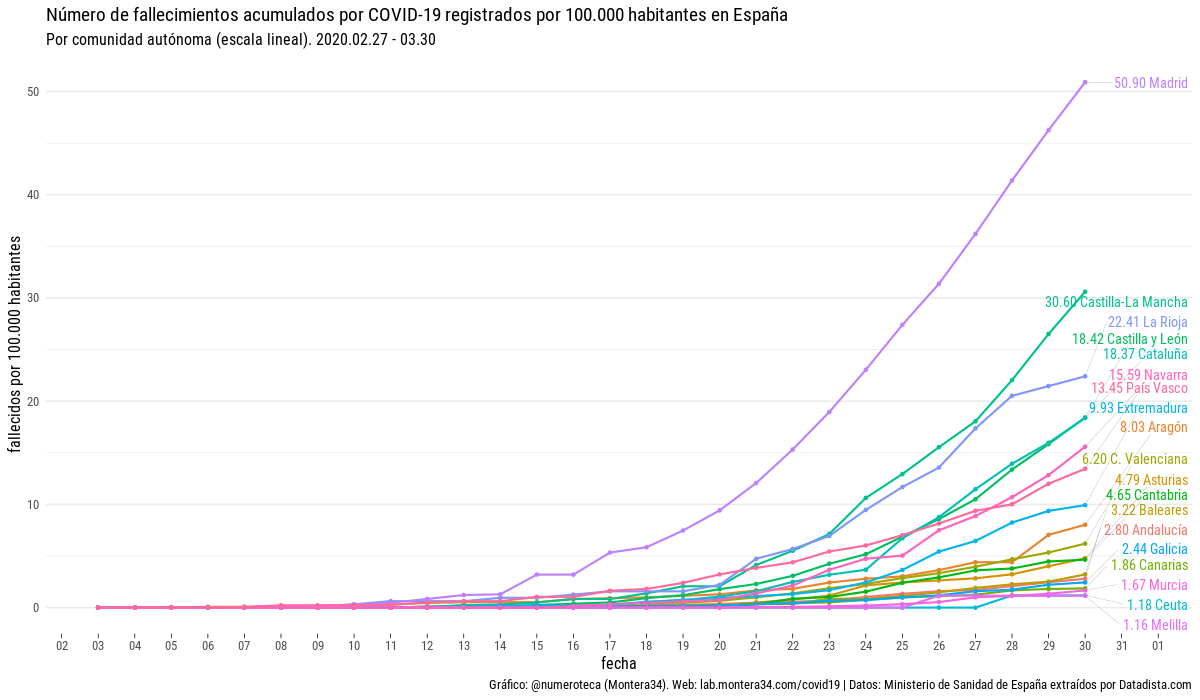 Número de fallecimientos acumulados por COVID-19 registrados por 100.000 habitantes en España
Por comunidad autónoma (escala lineal). 2020.02.27 - 03.30
fallecidos por 100.000 habitantes
50
40
30
20
10
0
50.90 Madrid
30.60 Castilla-La Mancha
22.41 La Rioja
18.42 Castilla y León
18.37 Cataluña
15.59 Navarra
13.45 País Vasco
9.93 Extremadura
8.03 Aragón
6.20 C. Valenciana
4.79 Asturias
4.65 Cantabria
3.22 Baleares
2.80 Andalucía
2.44 Galicia
1.86 Canarias
1.67 Murcia
1.18 Ceuta
1.16 Melilla
02 03 04 05 06 07 08 09 10 11 12 13 14 15 16 17 18 19 20 21 22 23 24 25 26 27 28 29 30 31 01
fecha
Gráfico: @numeroteca (Montera34). Web: lab.montera34.com/covid19 | Datos: Ministerio de Sanidad de España extraídos por Datadista.com